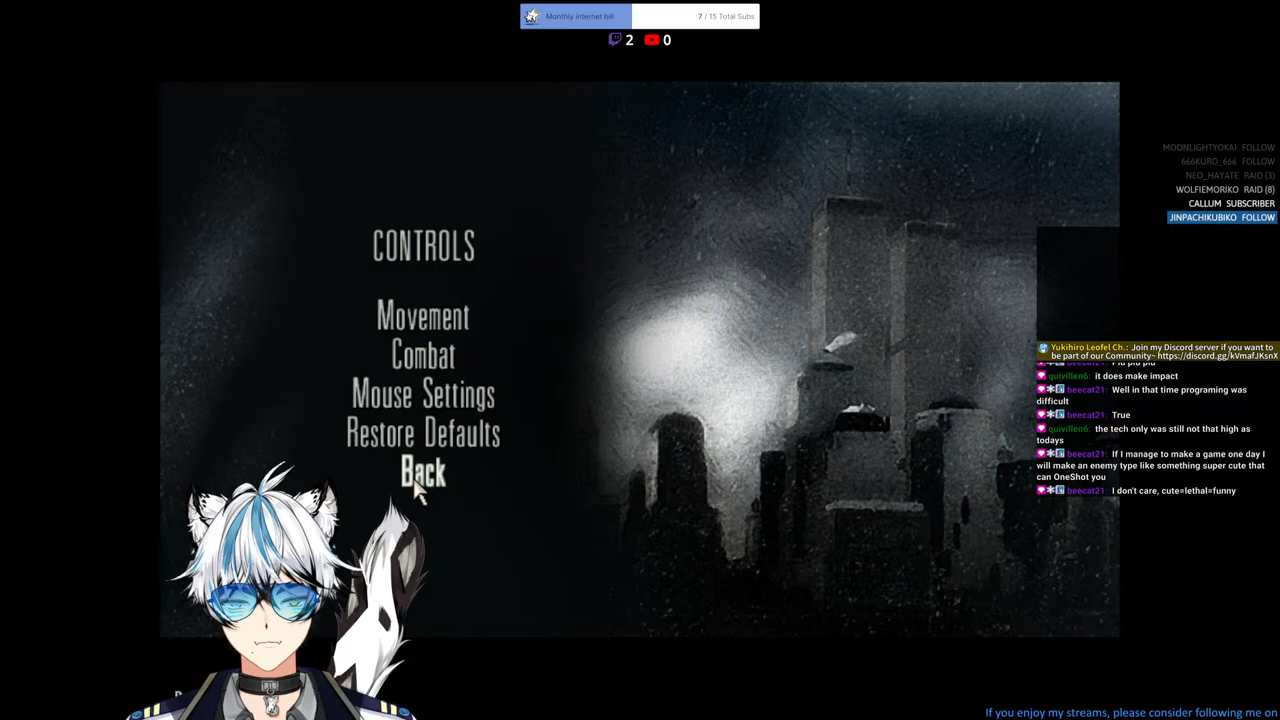 Monthly internet bill
7 / 15 Total Subs
2
0
MOONLIGHTYOKAI FOLLOW
666KURO_666 FOLLOW
NEO_HAYATE RAID (3)
WOLFIEMORIKO RAID (8)
CALLUM SUBSCRIBER
JINPACHIKUBIKO FOLLOW
CONTROLS
Movement
Combat
Mouse Settings
Restore Defaults
Back
Yukihiro Leofel Ch.: Join my Discord server if you want to
be part of our Community~ https://discord.gg/kVmafJKsnX
quivillen6: it does make impact
beecat21: Well in that time programing was
difficult
beecat21: True
quivillen6: the tech only was still not that high as
todays
beecat21: If I manage to make a game one day I
will make an enemy type like something super cute that
can OneShot you
beecat21: I don't care, cute=lethal=funny
If you enjoy my streams, please consider following me on